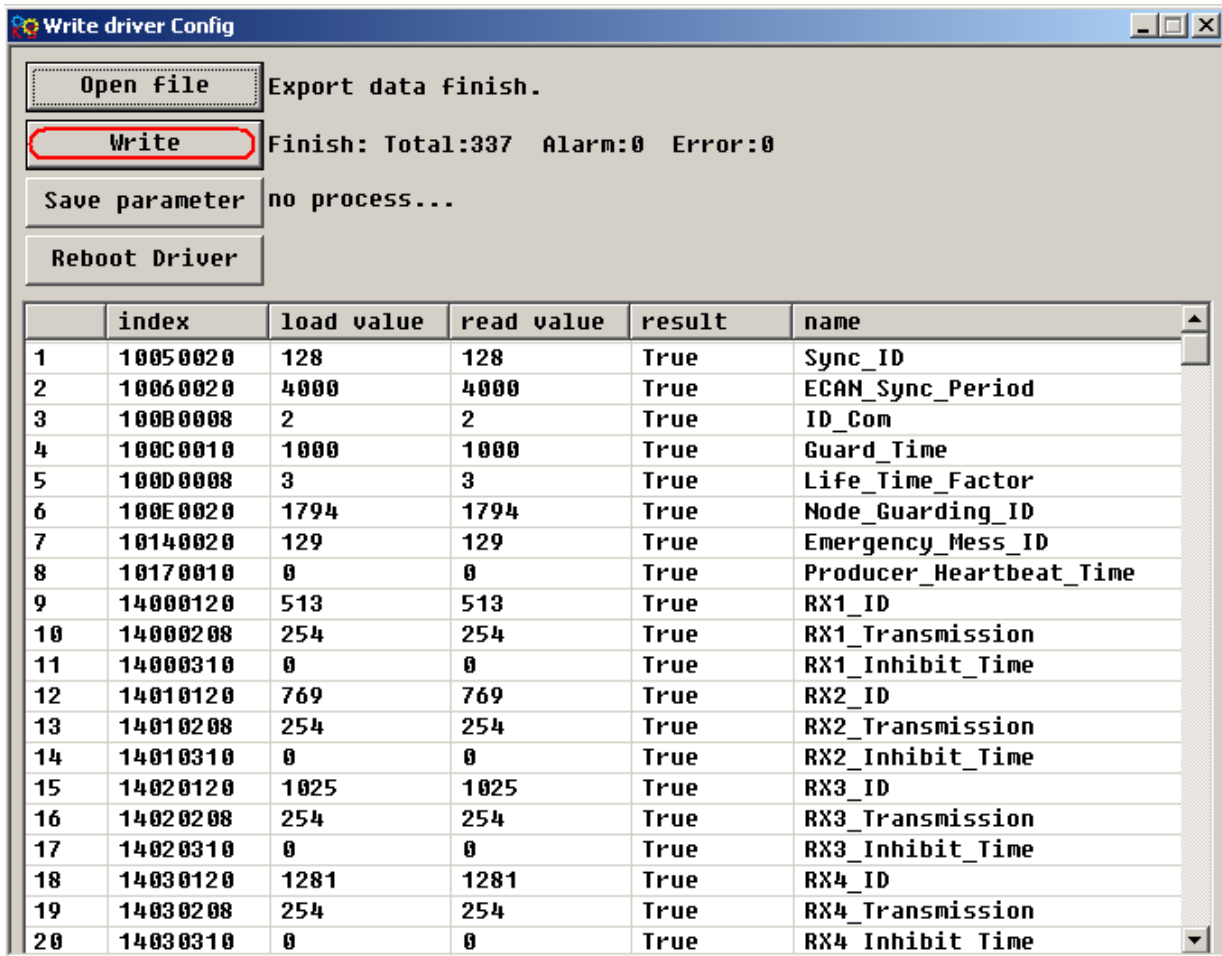 Write driver Config
Open file Export data finish.
Write Finish: Total:337 Alarm:0 Error:0
Save parameter no process...
Reboot Driver
index load value read value result name
1 10050020 128 128 True Sync_ID
2 10060020 4000 4000 True ECAN_Sync_Period
3 100B0008 2 2 True ID_Com
4 100C0010 1000 1000 True Guard_Time
5 100D0008 3 3 True Life_Time_Factor
6 100E0020 1794 1794 True Node_Guarding_ID
7 10140020 129 129 True Emergency_Mess_ID
8 10170010 0 0 True Producer_Heartbeat_Time
9 14000120 513 513 True RX1_ID
10 14000208 254 254 True RX1_Transmission
11 14000310 0 0 True RX1_Inhibit_Time
12 14010120 769 769 True RX2_ID
13 14010208 254 254 True RX2_Transmission
14 14010310 0 0 True RX2_Inhibit_Time
15 14020120 1025 1025 True RX3_ID
16 14020208 254 254 True RX3_Transmission
17 14020310 0 0 True RX3_Inhibit_Time
18 14030120 1281 1281 True RX4_ID
19 14030208 254 254 True RX4_Transmission
20 14030310 0 0 True RX4_Inhibit_Time